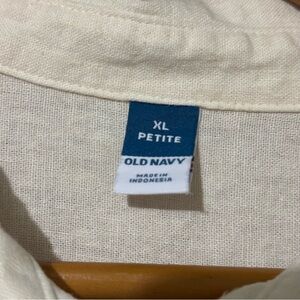 XL
PETITE
OLD NAVY
MADE IN
INDONESIA